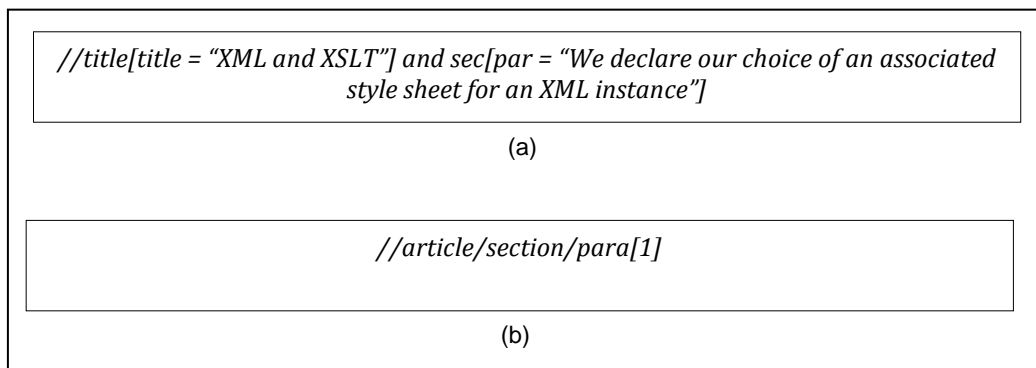 //title[title = “XML and XSLT”] and sec[par = “We declare our choice of an associated
style sheet for an XML instance”]
(a)
//article/section/para[1]
(b)